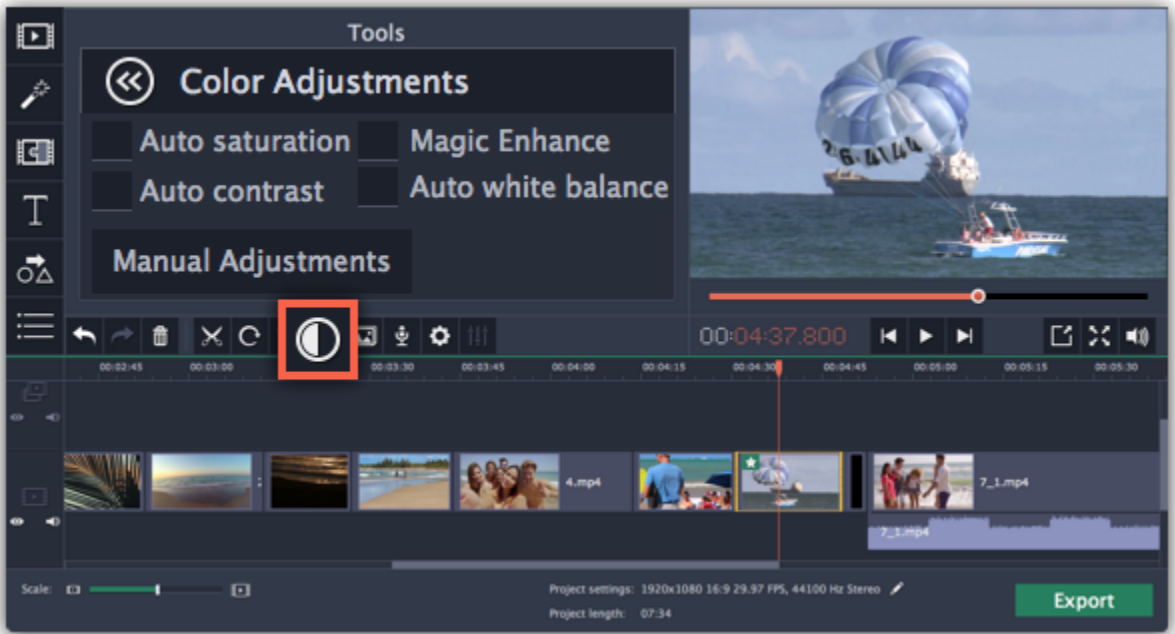 Tools
Color Adjustments
Auto saturation
Magic Enhance
Auto contrast
Auto white balance
Manual Adjustments
00:04:37.800
00:02:45
00:03:00
00:03:30
00:03:45
00:04:00
00:04:15
00:04:30
00:04:45
00:05:00
00:05:15
00:05:30
4.mp4
7_1.mp4
7_1.mp4
Scale:
Project settings: 1920x1080 16:9 29.97 FPS, 44100 Hz Stereo
Project length: 07:34
Export